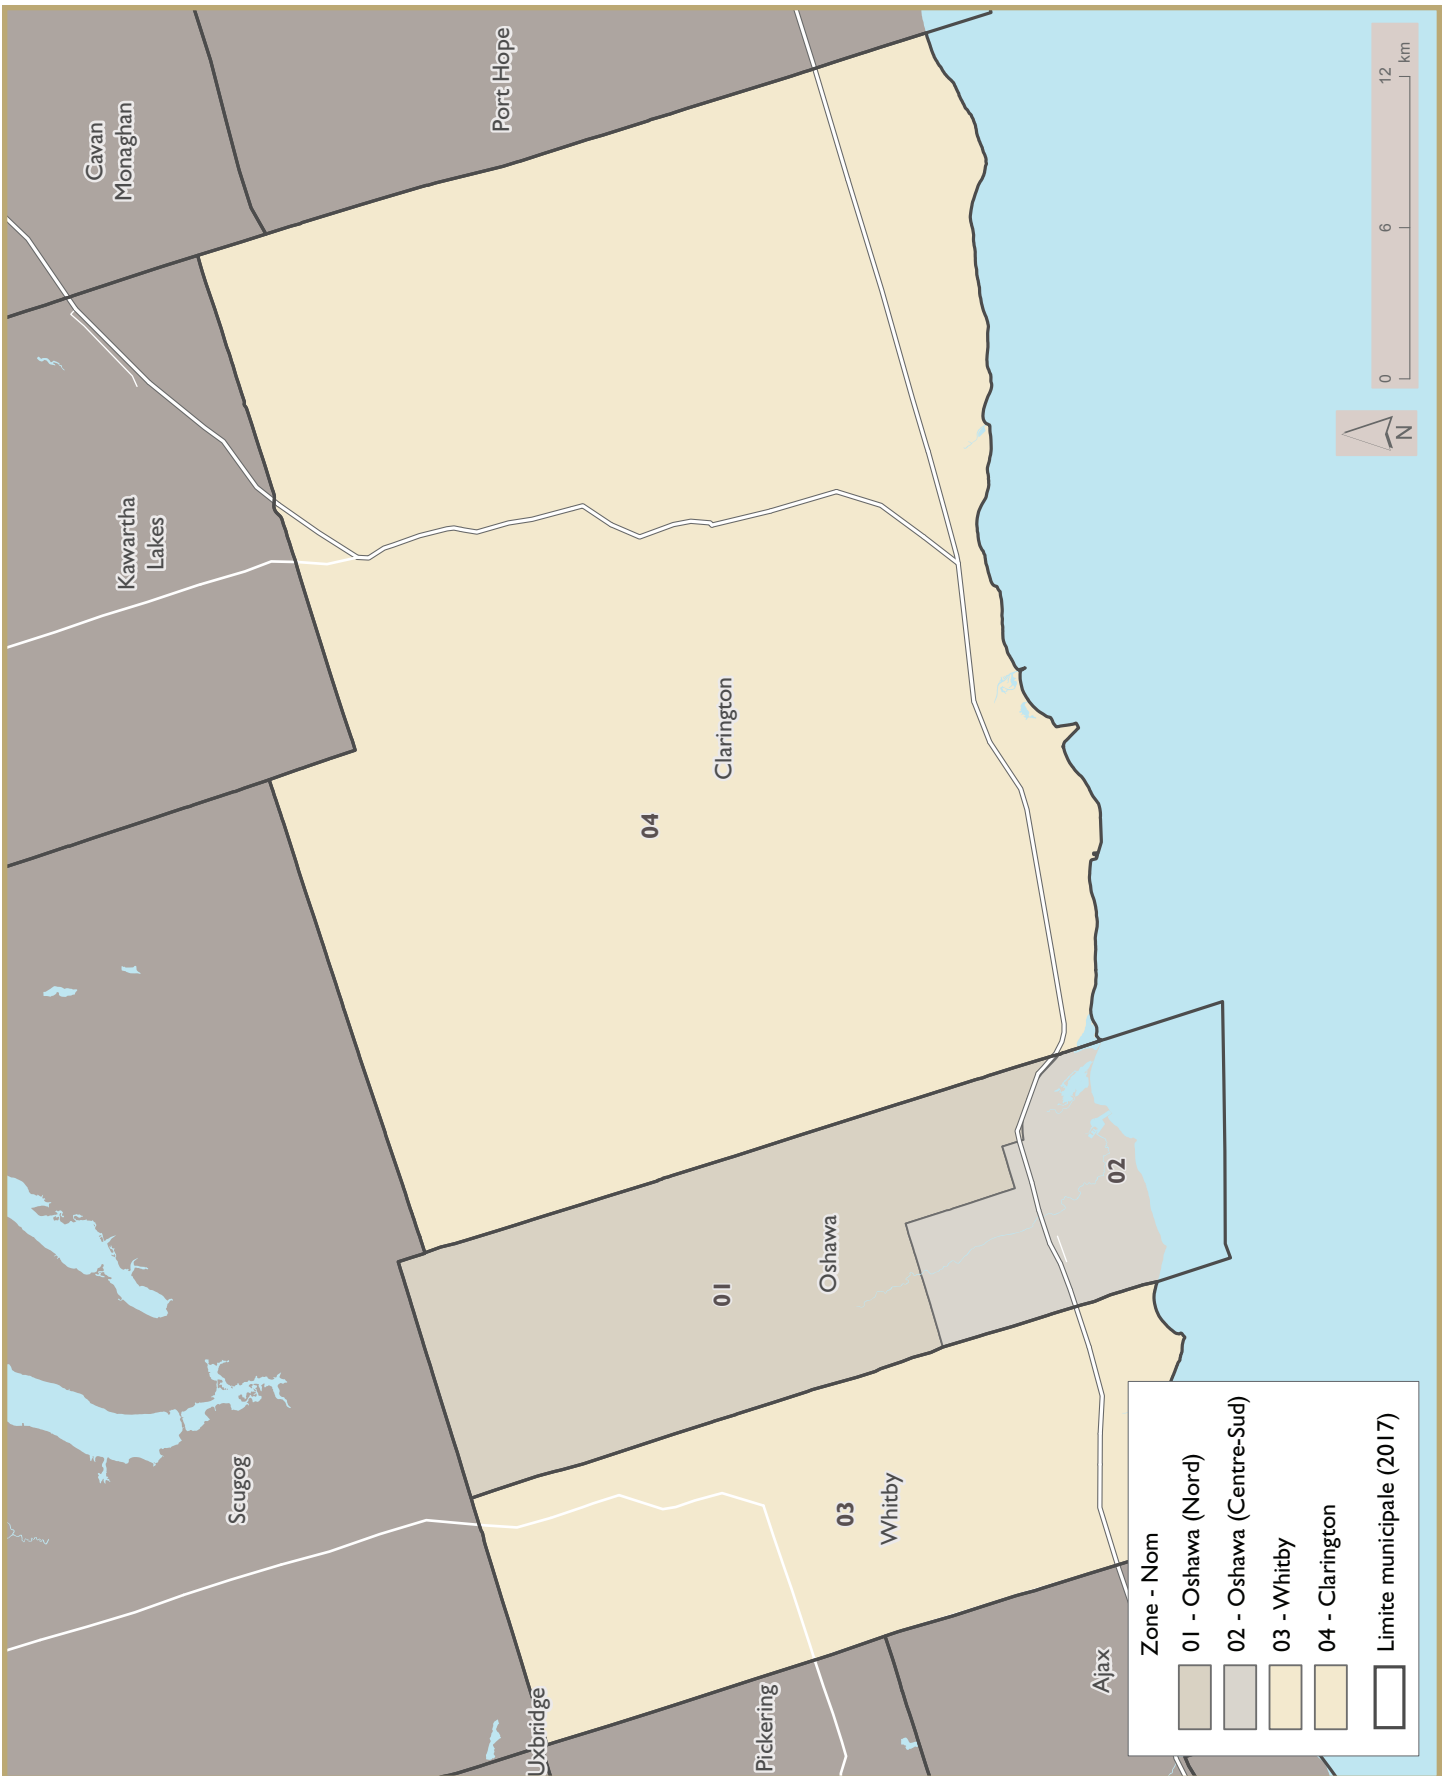 Cavan
Monaghan
Port Hope
Kawartha
Lakes
Clarington
04
Scugog
Oshawa
01
02
03
Whitby
Uxbridge
Pickering
Ajax
Zone - Nom
01 - Oshawa (Nord)
02 - Oshawa (Centre-Sud)
03 - Whitby
04 - Clarington
Limite municipale (2017)
N
0 6 12
km